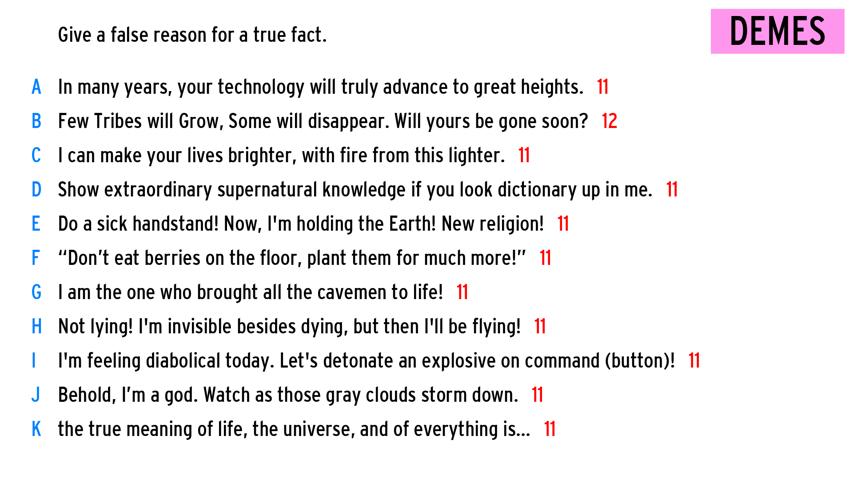 Give a false reason for a true fact.
DEMES
A In many years, your technology will truly advance to great heights. 11
B Few Tribes will Grow, Some will disappear. Will yours be gone soon? 12
C I can make your lives brighter, with fire from this lighter. 11
D Show extraordinary supernatural knowledge if you look dictionary up in me. 11
E Do a sick handstand! Now, I'm holding the Earth! New religion! 11
F “Don’t eat berries on the floor, plant them for much more!” 11
G I am the one who brought all the cavemen to life! 11
H Not lying! I'm invisible besides dying, but then I'll be flying! 11
I I'm feeling diabolical today. Let's detonate an explosive on command (button)! 11
J Behold, I’m a god. Watch as those gray clouds storm down. 11
K the true meaning of life, the universe, and of everything is... 11